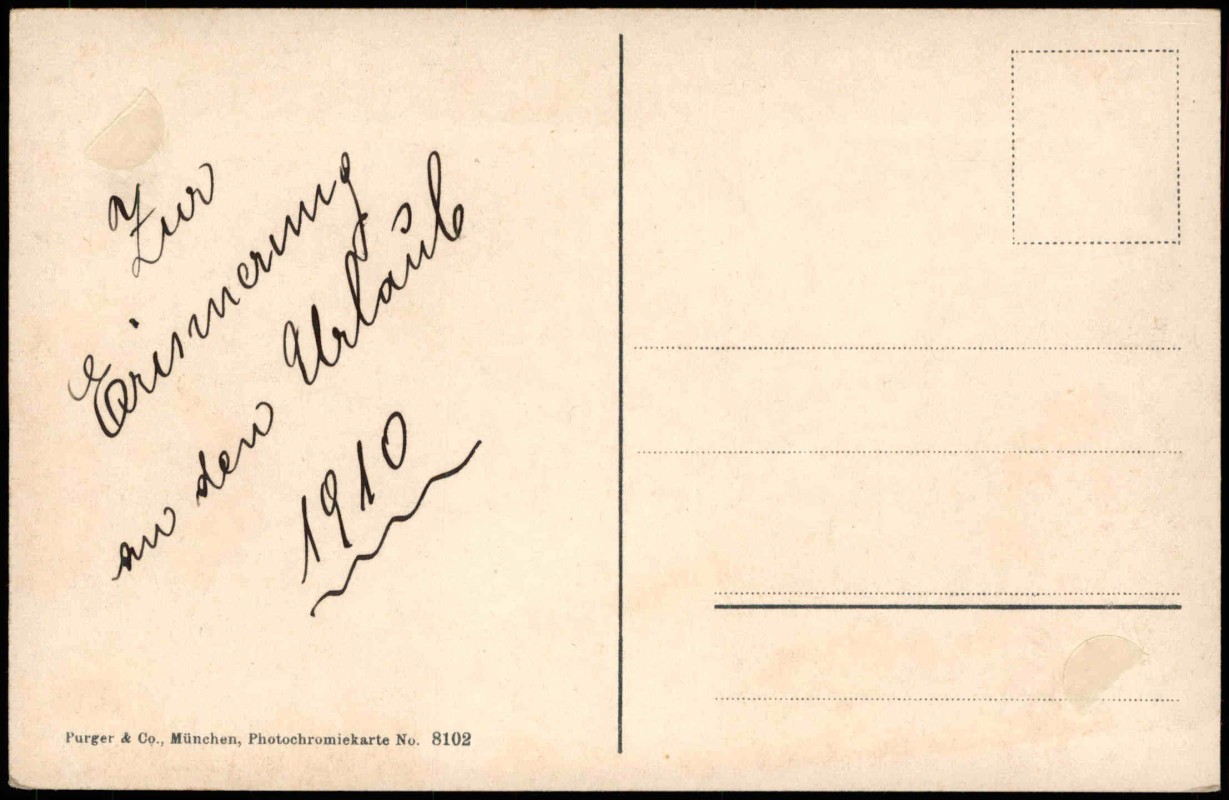 Zur
Erinnerung
an den Urlaub
1910
Purger & Co., München, Photochromiekarte No. 8102